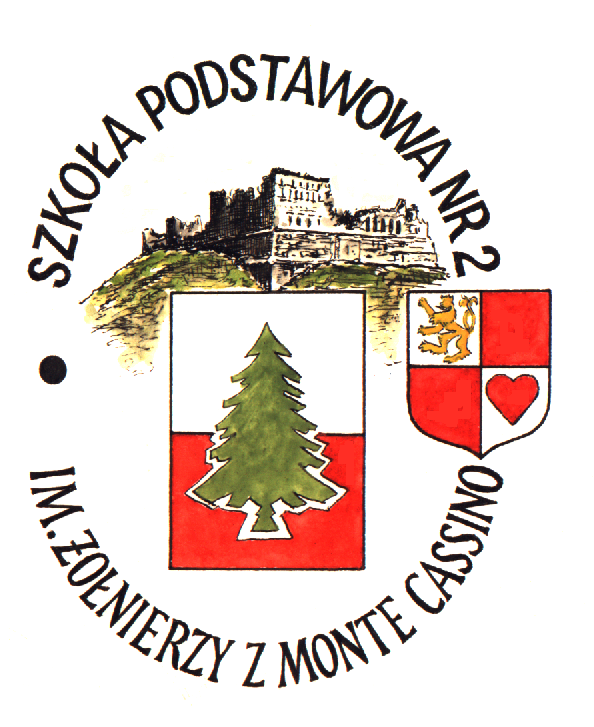 SZKOŁA PODSTAWOWA NR 2
IM. ŻOŁNIERZY Z MONTE CASSINO